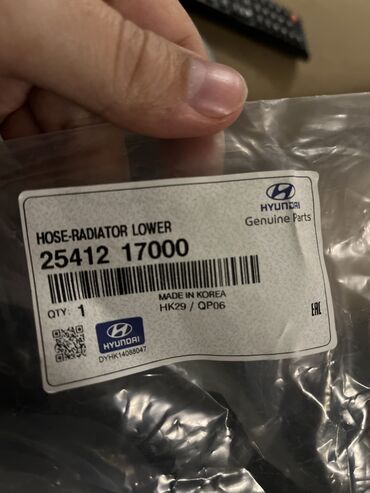 HYUNDAI
Genuine Parts
HOSE-RADIATOR LOWER
25412 17000
MADE IN KOREA
QTY: 1 HK29 / QP06
EAC
HYUNDAI
DYHK14088047